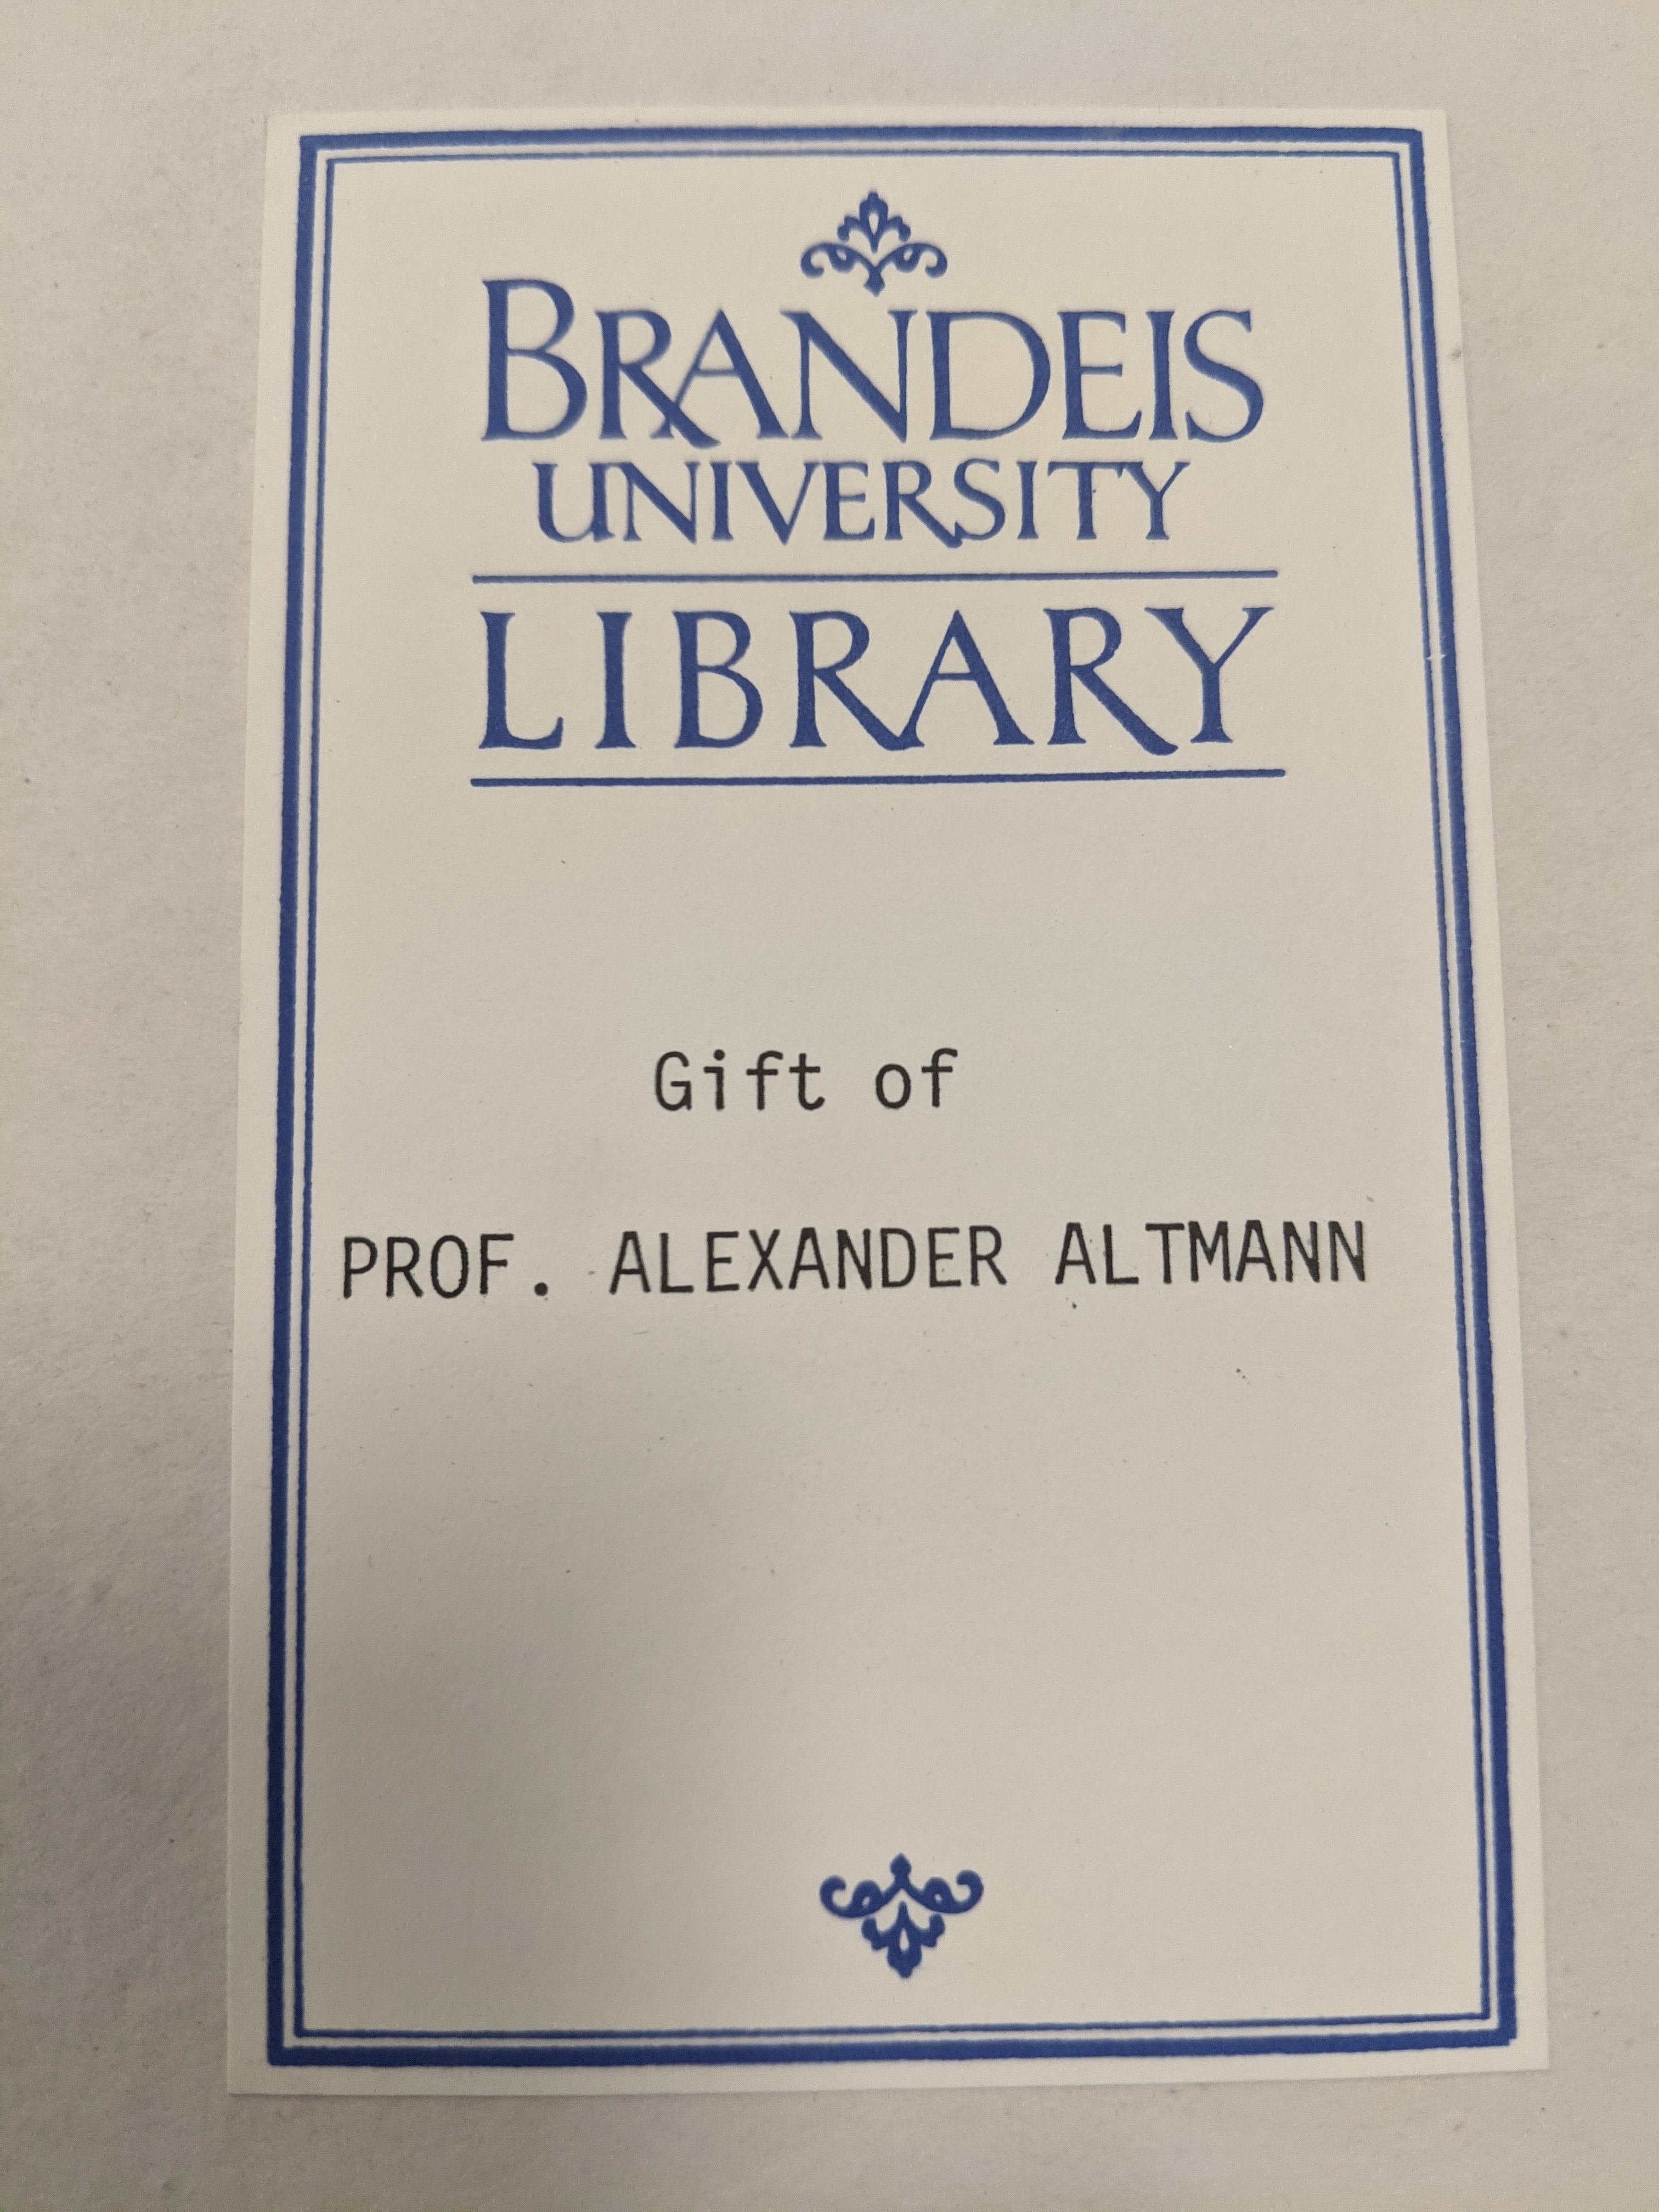 BRANDEIS
UNIVERSITY
LIBRARY
Gift of
PROF. ALEXANDER ALTMANN